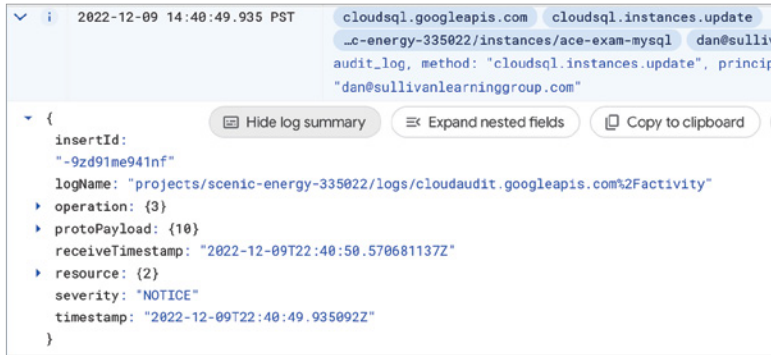 2022-12-09 14:40:49.935 PST cloudsql.googleapis.com cloudsql.instances.update
…c-energy-335022/instances/ace-exam-mysql dan@sulliv
audit_log, method: "cloudsql.instances.update", princip
"dan@sullivanlearninggroup.com"
{
Hide log summary Expand nested fields Copy to clipboard
insertId:
"-9zd91me941nf"
logName: "projects/scenic-energy-335022/logs/cloudaudit.googleapis.com%2Factivity"
operation: {3}
protoPayload: {10}
receiveTimestamp: "2022-12-09T22:40:50.570681137Z"
resource: {2}
severity: "NOTICE"
timestamp: "2022-12-09T22:40:49.935092Z"
}